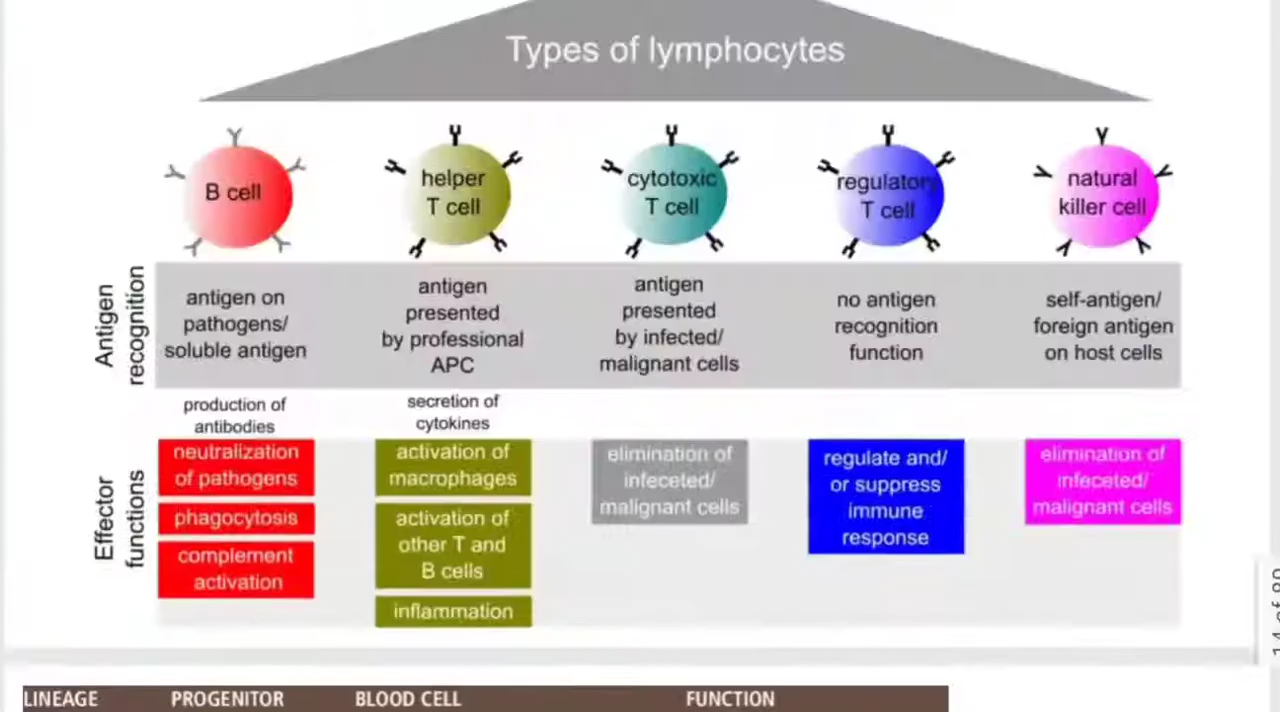 Types of lymphocytes
B cell
helper
T cell
cytotoxic
T cell
regulatory
T cell
natural
killer cell
Antigen
recognition
antigen on
pathogens/
soluble antigen
antigen
presented
by professional
APC
antigen
presented
by infected/
malignant cells
no antigen
recognition
function
self-antigen/
foreign antigen
on host cells
production of
antibodies
secretion of
cytokines
Effector
functions
neutralization
of pathogens
phagocytosis
complement
activation
activation of
macrophages
activation of
other T and
B cells
inflammation
elimination of
infeceted/
malignant cells
regulate and/
or suppress
immune
response
elimination of
infeceted/
malignant cells
14 of 89
LINEAGE PROGENITOR BLOOD CELL FUNCTION